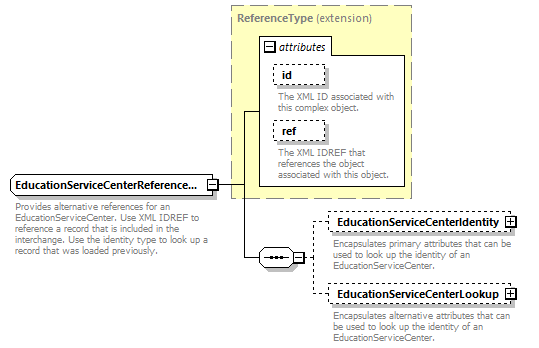 ReferenceType (extension)
attributes
id
The XML ID associated with
this complex object.
ref
The XML IDREF that
references the object
associated with this object.
EducationServiceCenterReference...
Provides alternative references for an
EducationServiceCenter. Use XML IDREF to
reference a record that is included in the
interchange. Use the identity type to look up a
record that was loaded previously.
EducationServiceCenterIdentity
Encapsulates primary attributes that can be
used to look up the identity of an
EducationServiceCenter.
EducationServiceCenterLookup
Encapsulates alternative attributes that can
be used to look up the identity of an
EducationServiceCenter.